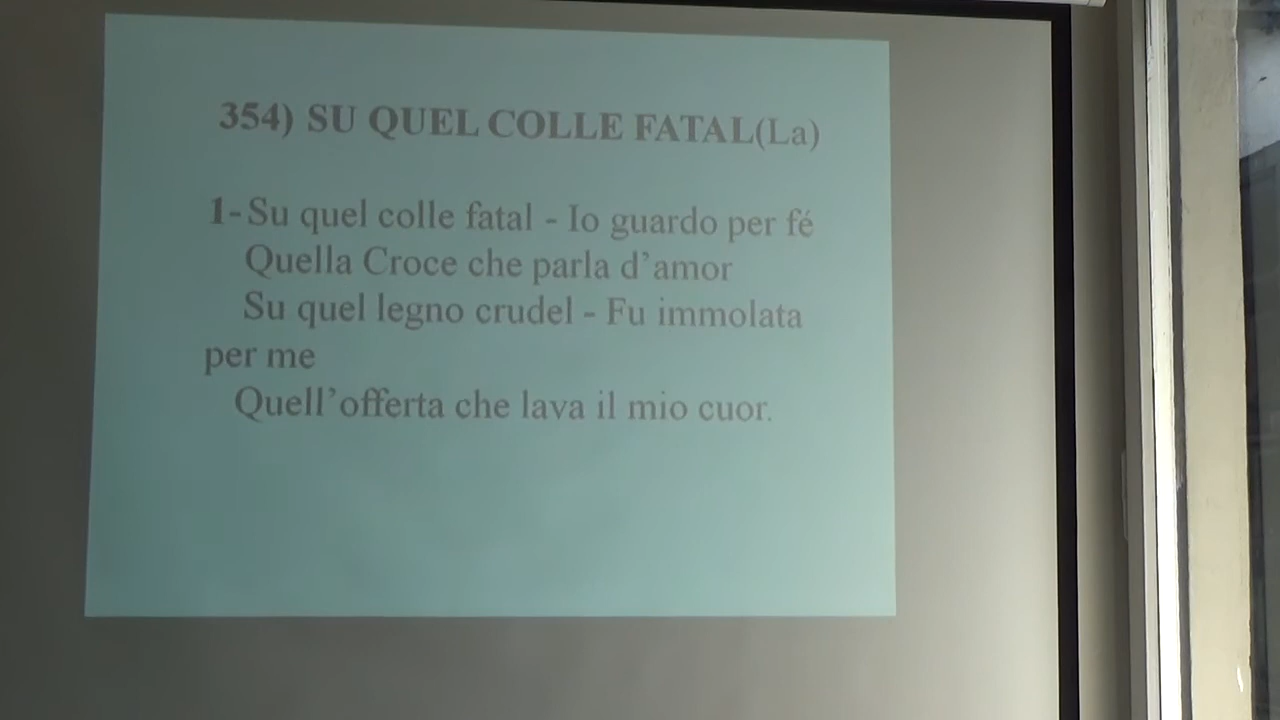 354) SU QUEL COLLE FATAL(La)
1-Su quel colle fatal - Io guardo per fé
Quella Croce che parla d’amor
Su quel legno crudel - Fu immolata
per me
Quell’offerta che lava il mio cuor.